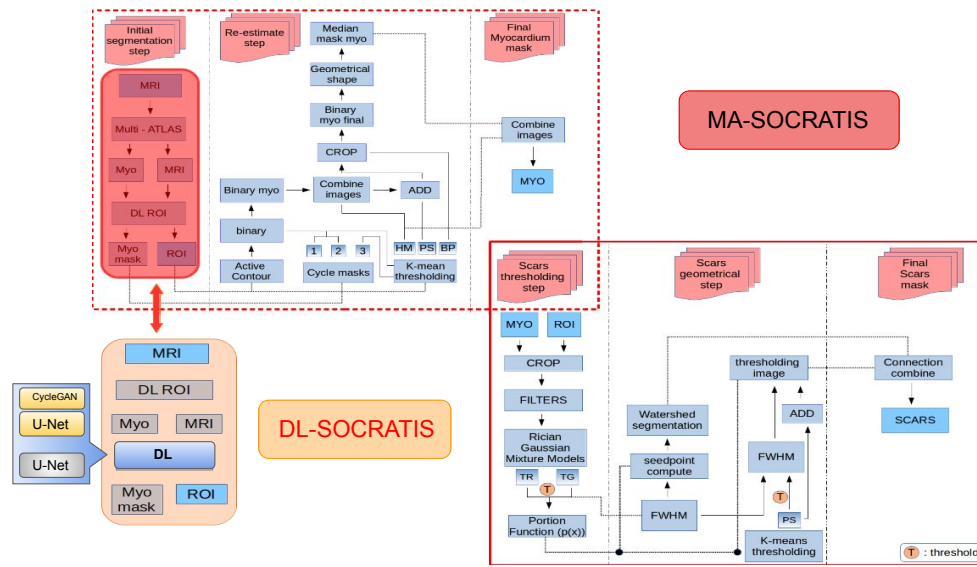 Initial
segmentation
step
Re-estimate
step
Final
Myocardium
mask
MRI
Multi - ATLAS
Myo
MRI
DL ROI
Myo
mask
ROI
Median
mask myo
Geometrical
shape
Binary
myo final
CROP
Binary myo
Combine
images
ADD
binary
1
2
3
HM
PS
BP
Active
Contour
Cycle masks
K-mean
thresholding
Combine
images
MYO
MA-SOCRATIS
MRI
DL ROI
Myo
MRI
DL
Myo
mask
ROI
CycleGAN
U-Net
U-Net
DL-SOCRATIS
Scars
thresholding
step
Scars
geometrical
step
Final
Scars
mask
MYO
ROI
CROP
FILTERS
Rician
Gaussian
Mixture Models
TR
TG
T
Portion
Function (p(x))
Watershed
segmentation
seedpoint
compute
FWHM
thresholding
image
ADD
FWHM
T
PS
K-means
thresholding
Connection
combine
SCARS
T : threshold